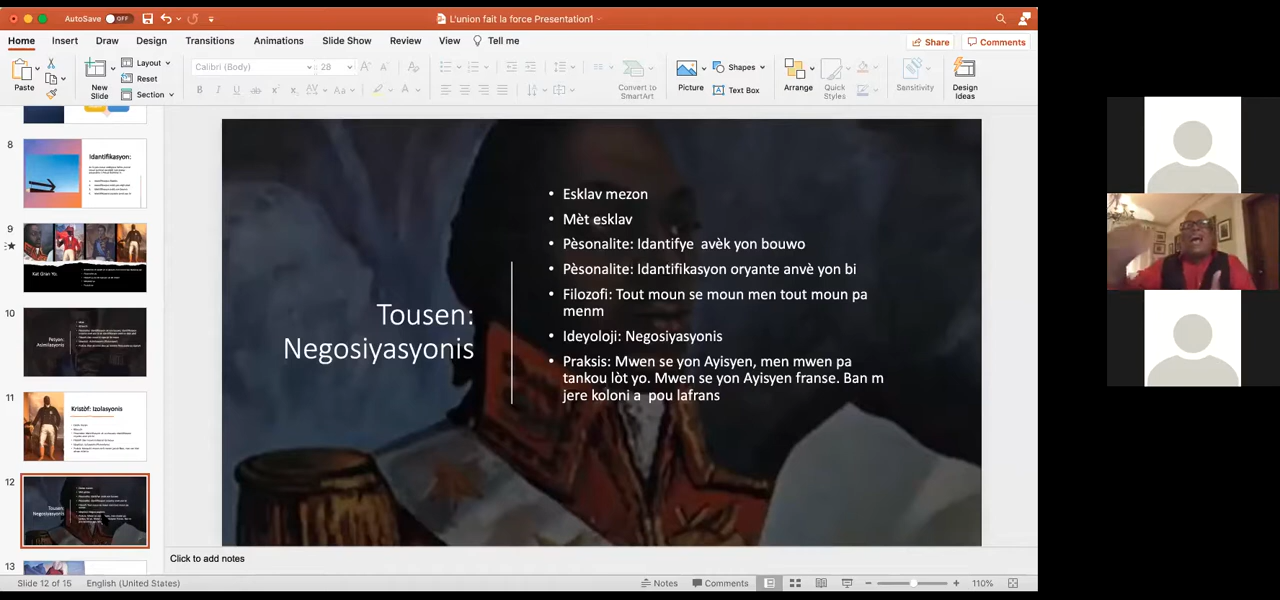 AutoSave OFF
L'union fait la force Presentation1
Home Insert Draw Design Transitions Animations Slide Show Review View Tell me
Share Comments
Paste
New Slide
Layout
Reset
Section
Calibri (Body) 28
Convert to SmartArt
Picture
Shapes
Text Box
Arrange
Quick Styles
Sensitivity
Design Ideas
8
Idantifikasyon:
9
Kat Gran Yo
10
Petyon:
Asimilasyonis
11
Kristòf: Izolasyonis
12
Tousen:
Negosiyasyonis
13
Tousen:
Negosiyasyonis
• Esklav mezon
• Mèt esklav
• Pèsonalite: Idantifye avèk yon bouwo
• Pèsonalite: Idantifikasyon oryante anvè yon bi
• Filozofi: Tout moun se moun men tout moun pa
menm
• Ideyoloji: Negosiyasyonis
• Praksis: Mwen se yon Ayisyen, men mwen pa
tankou lòt yo. Mwen se yon Ayisyen franse. Ban m
jere koloni a pou lafrans
Click to add notes
Slide 12 of 15 English (United States) Notes Comments 110%